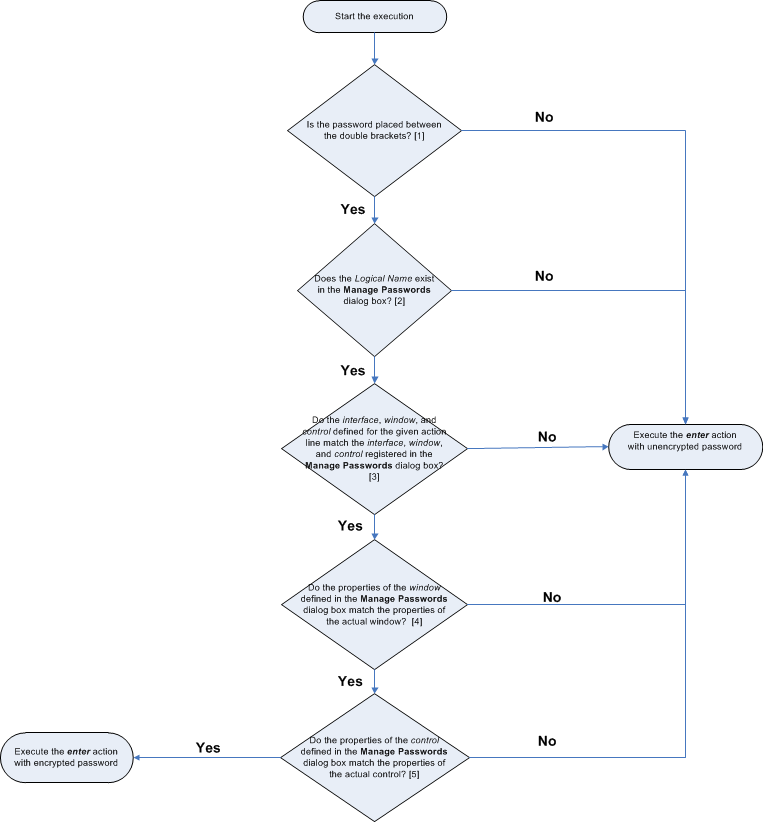 Start the execution
Is the password placed between
the double brackets? [1]
No
Yes
Does the Logical Name exist
in the Manage Passwords
dialog box? [2]
No
Yes
Do the interface, window, and
control defined for the given action
line match the interface, window,
and control registered in the
Manage Passwords dialog box?
[3]
No
Execute the enter action
with unencrypted password
Yes
Do the properties of the window
defined in the Manage Passwords
dialog box match the properties of
the actual window? [4]
No
Yes
Do the properties of the control
defined in the Manage Passwords
dialog box match the properties of
the actual control? [5]
No
Yes
Execute the enter action
with encrypted password